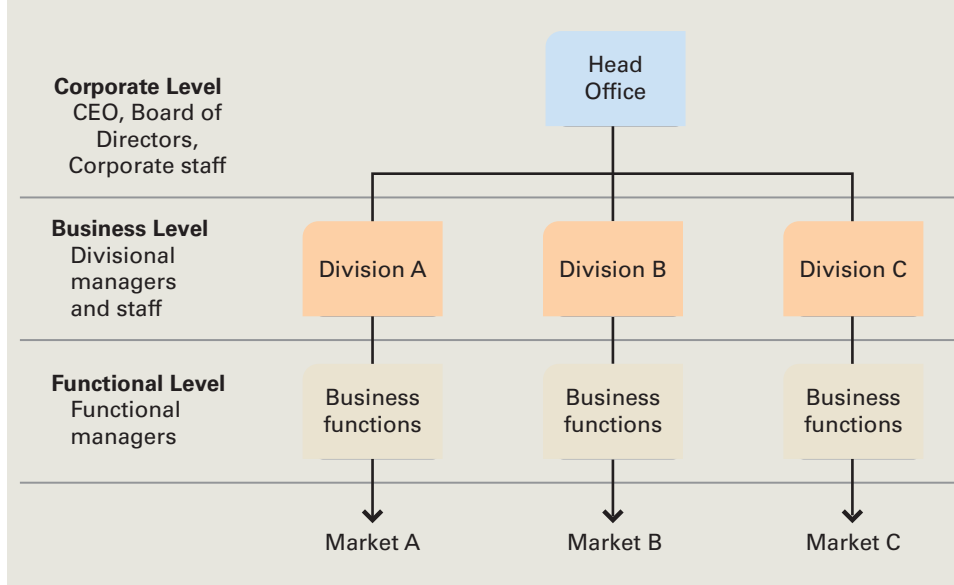 Head
Office
Corporate Level
CEO, Board of
Directors,
Corporate staff
Business Level
Divisional
managers
and staff
Division A
Division B
Division C
Functional Level
Functional
managers
Business
functions
Business
functions
Business
functions
Market A
Market B
Market C